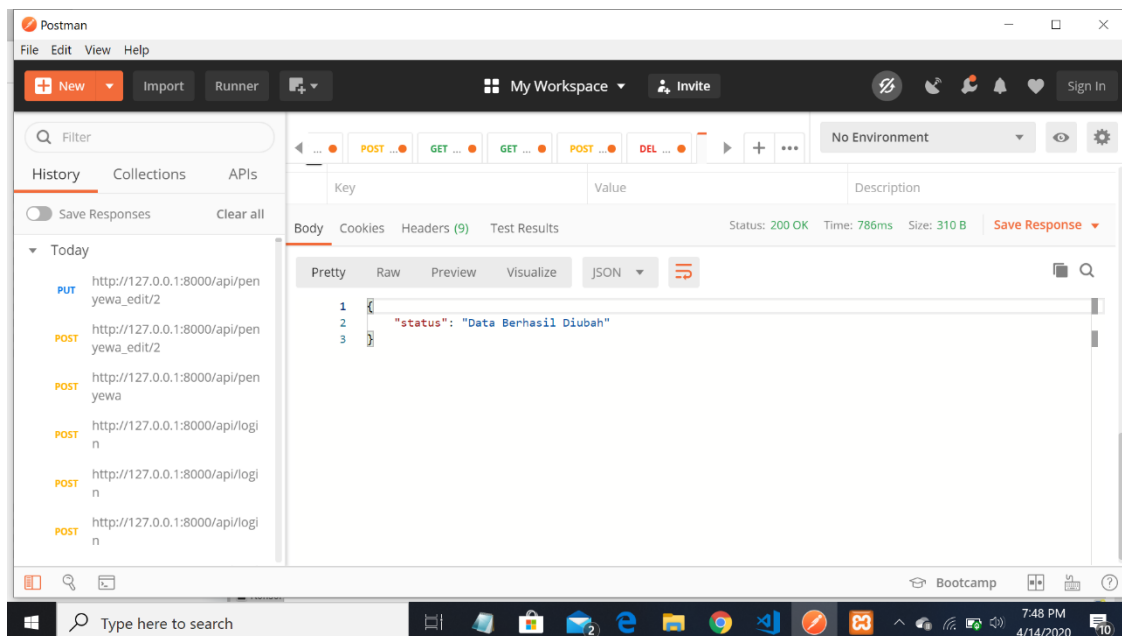 Postman
File Edit View Help
New Import Runner My Workspace Invite Sign In
Filter
... POST ... GET ... GET ... POST ... DEL ... + ... No Environment
History Collections APIs
Key Value Description
Save Responses Clear all
Body Cookies Headers (9) Test Results Status: 200 OK Time: 786ms Size: 310 B Save Response
Today
Pretty Raw Preview Visualize JSON
PUT http://127.0.0.1:8000/api/pen
yewa_edit/2
1 {
2 "status": "Data Berhasil Diubah"
3 }
POST http://127.0.0.1:8000/api/pen
yewa_edit/2
POST http://127.0.0.1:8000/api/pen
yewa
POST http://127.0.0.1:8000/api/logi
n
POST http://127.0.0.1:8000/api/logi
n
POST http://127.0.0.1:8000/api/logi
n
Bootcamp
Type here to search
2
7:48 PM
4/14/2020
10